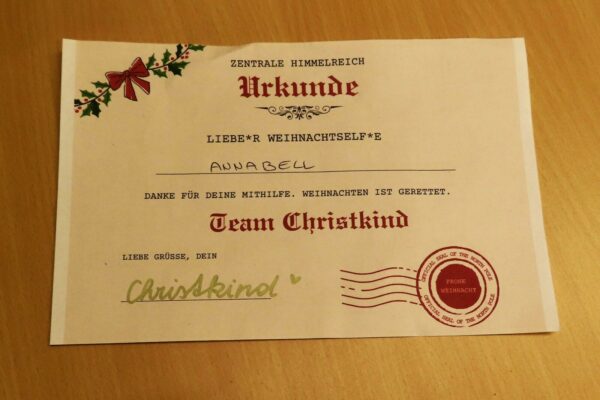 ZENTRALE HIMMELREICH
Urkunde
LIEBE*R WEIHNACHTSELF*E
ANNABELL
DANKE FÜR DEINE MITHILFE. WEIHNACHTEN IST GERETTET.
Team Christkind
LIEBE GRÜSSE, DEIN
Christkind
OFFICIAL SEAL OF THE NORTH POLE
FROHE
WEIHNACHT
OFFICIAL SEAL OF THE NORTH POLE